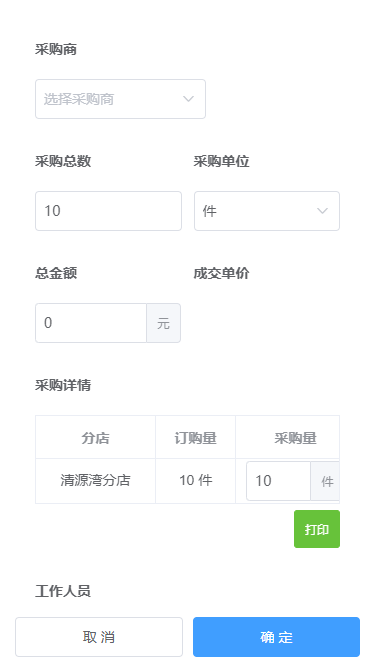 采购商
选择采购商
采购总数 采购单位
10 件
总金额 成交单价
0 元
采购详情
分店 订购量 采购量
清源湾分店 10 件 10 件
打印
工作人员
取 消 确 定